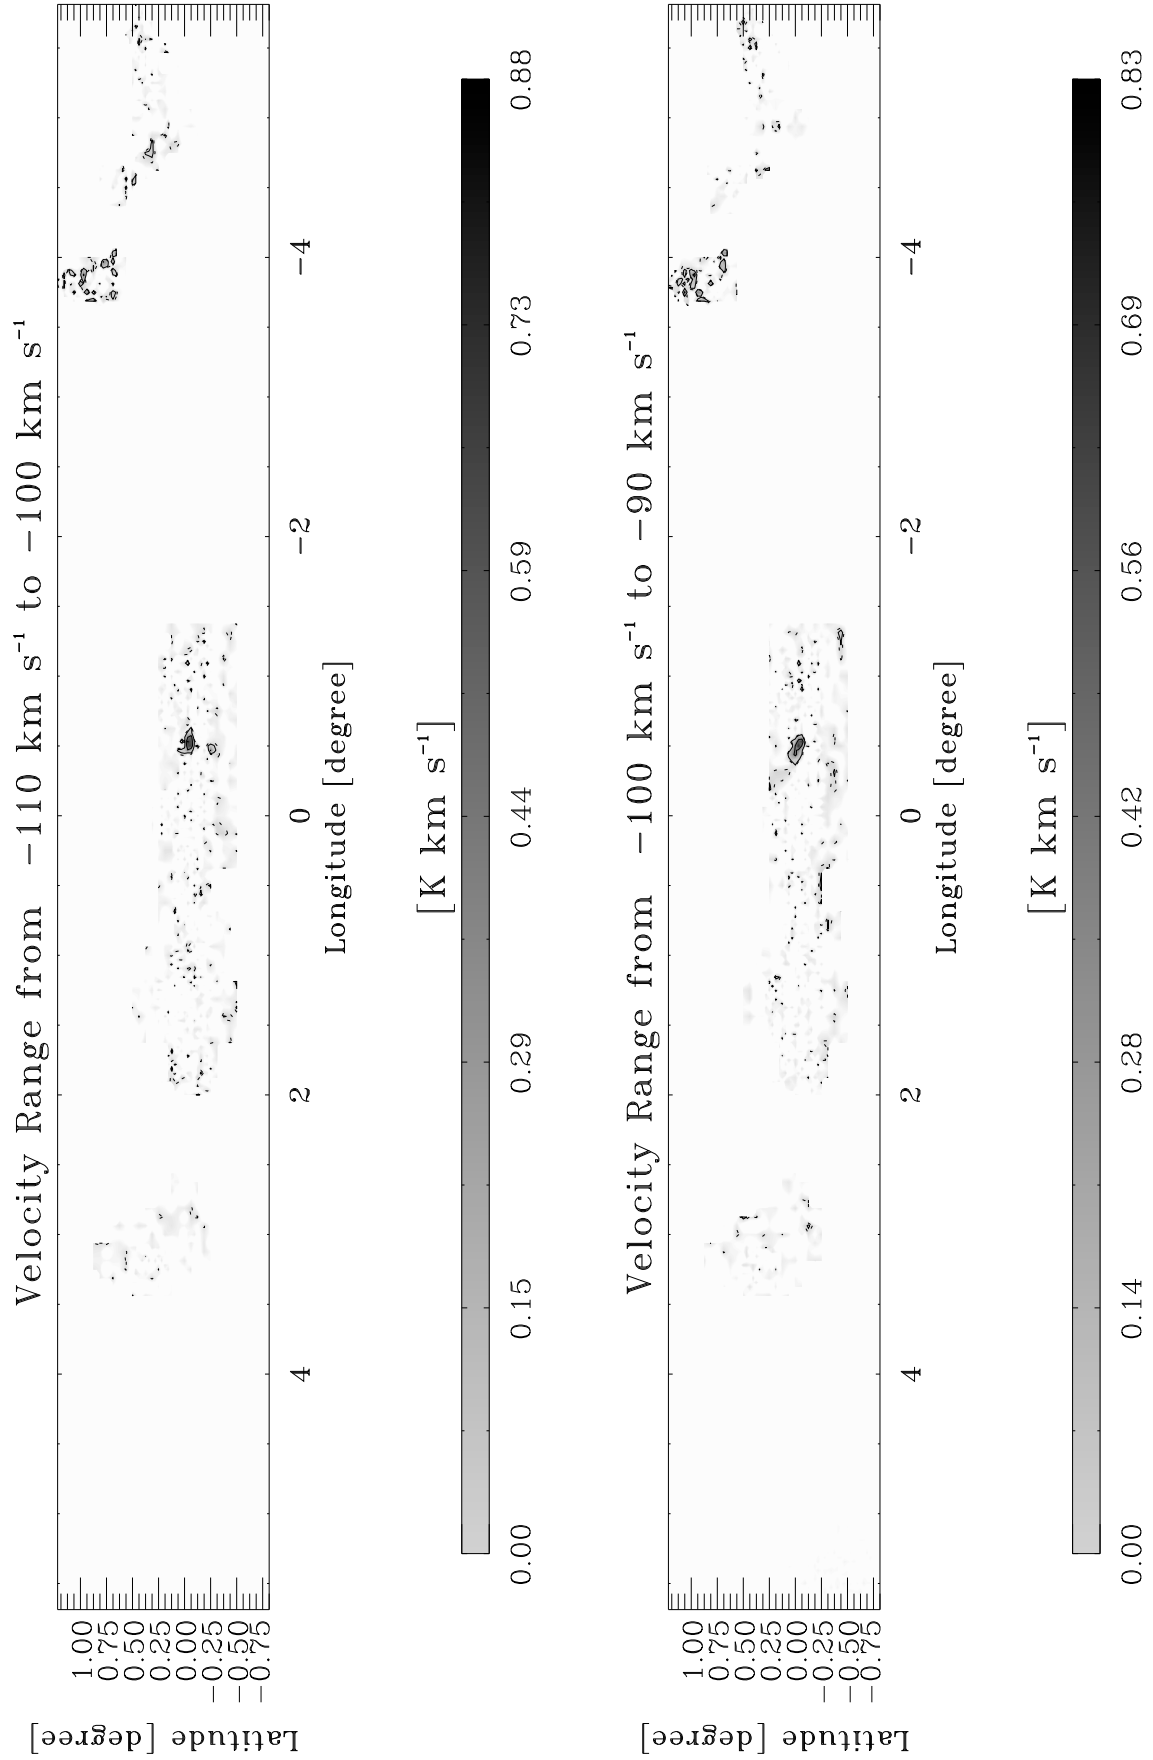 Velocity Range from −110 km s⁻¹ to −100 km s⁻¹
Latitude [degree]
1.00
0.75
0.50
0.25
0.00
−0.25
−0.50
−0.75
4 2 0 −2 −4
Longitude [degree]
[K km s⁻¹]
0.00 0.15 0.29 0.44 0.59 0.73 0.88
Velocity Range from −100 km s⁻¹ to −90 km s⁻¹
Latitude [degree]
1.00
0.75
0.50
0.25
0.00
−0.25
−0.50
−0.75
4 2 0 −2 −4
Longitude [degree]
[K km s⁻¹]
0.00 0.14 0.28 0.42 0.56 0.69 0.83